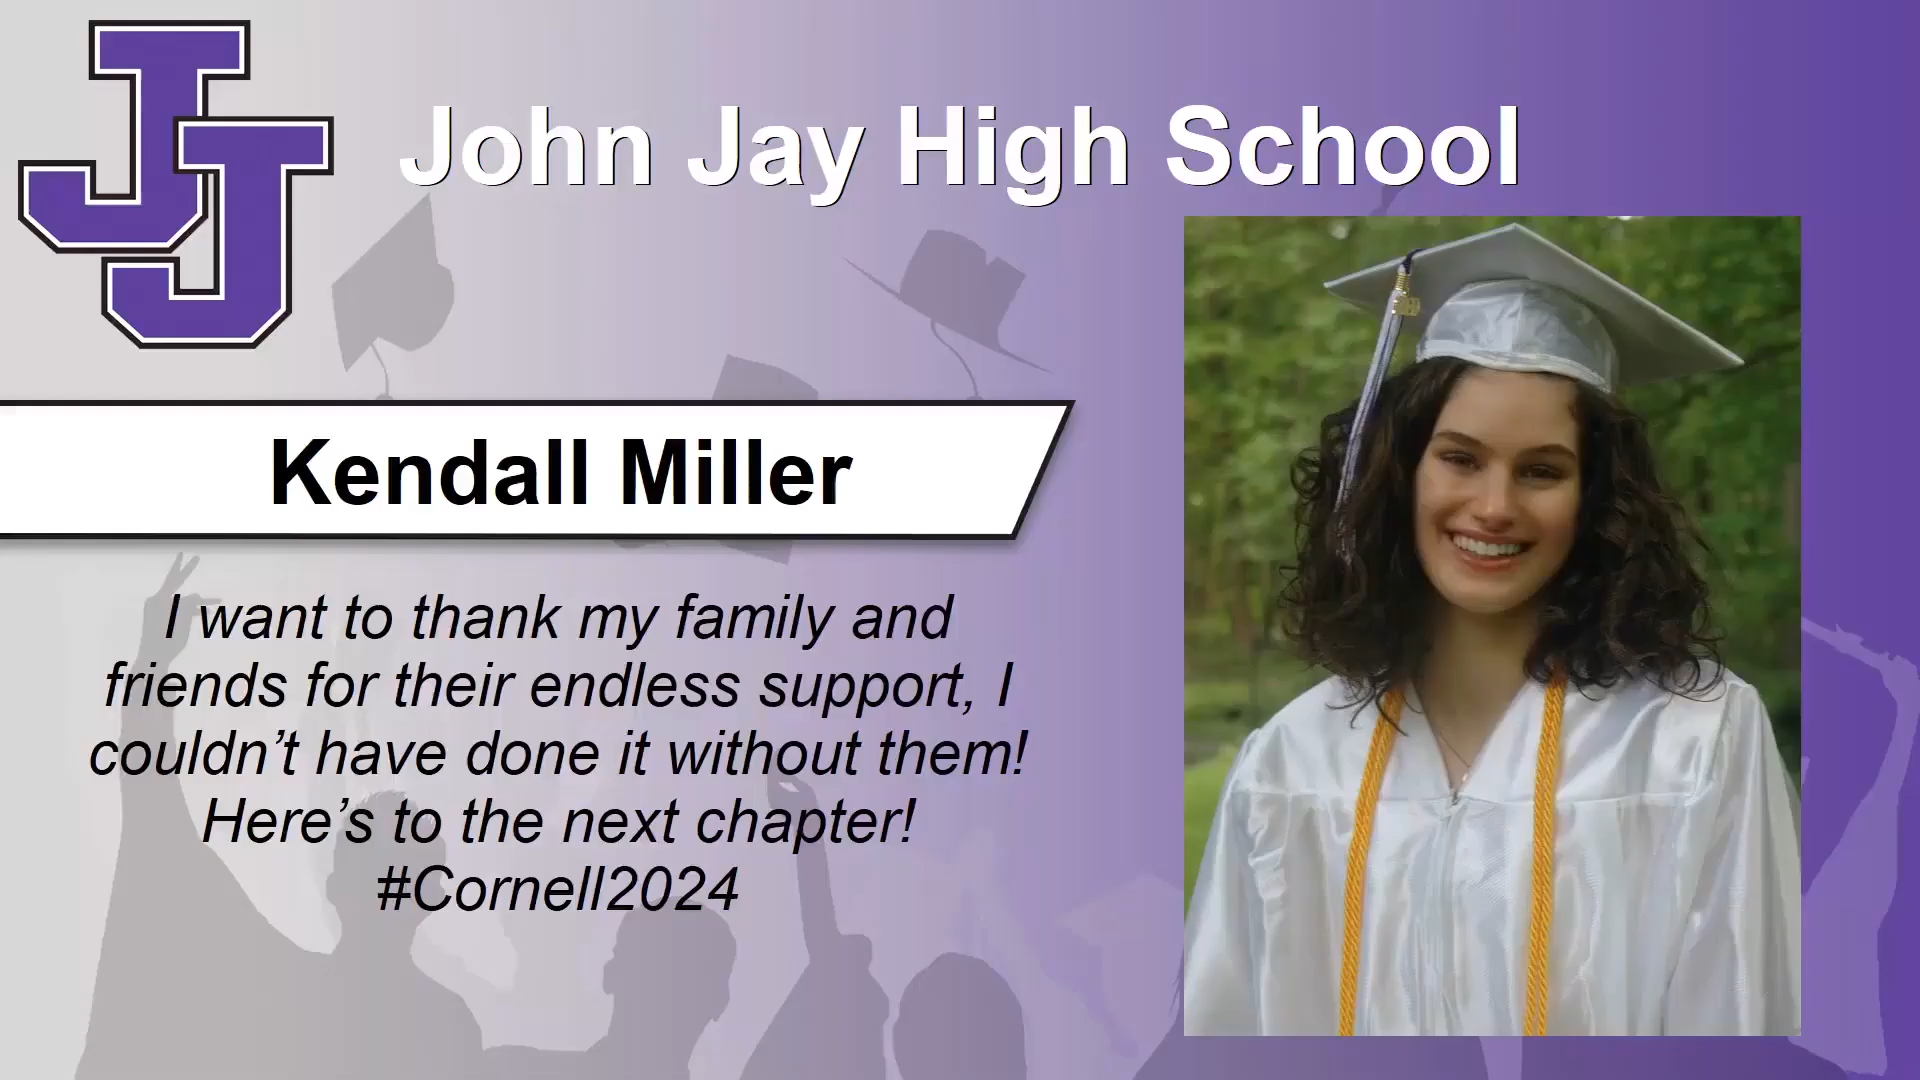 JJ
John Jay High School
Kendall Miller
I want to thank my family and
friends for their endless support, I
couldn’t have done it without them!
Here’s to the next chapter!
#Cornell2024